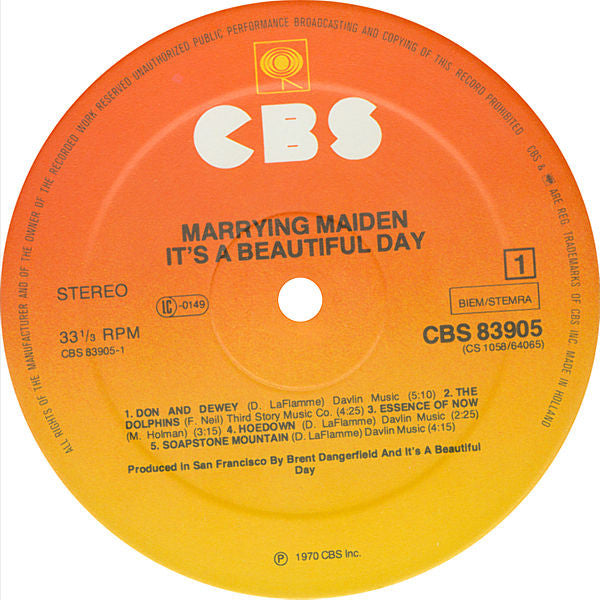 ALL RIGHTS OF THE MANUFACTURER AND OF THE OWNER OF THE RECORDED WORK RESERVED UNAUTHORIZED PUBLIC PERFORMANCE BROADCASTING AND COPYING OF THIS RECORD PROHIBITED CBS & ARE REG. TRADEMARKS OF CBS INC. MADE IN HOLLAND
CBS
MARRYING MAIDEN
IT'S A BEAUTIFUL DAY
STEREO
LC -0149
1
BIEM/STEMRA
33 1/3 RPM
CBS 83905-1
CBS 83905
(CS 1058/64065)
1. DON AND DEWEY (D. LaFlamme) Davlin Music (5:10) 2. THE
DOLPHINS (F. Neil) Third Story Music Co. (4:25) 3. ESSENCE OF NOW
(M. Holman) (3:15) 4. HOEDOWN (D. LaFlamme) Davlin Music (2:25)
5. SOAPSTONE MOUNTAIN (D. LaFlamme) Davlin Music (4:15)
Produced in San Francisco By Brent Dangerfield And It's A Beautiful
Day
℗ 1970 CBS Inc.